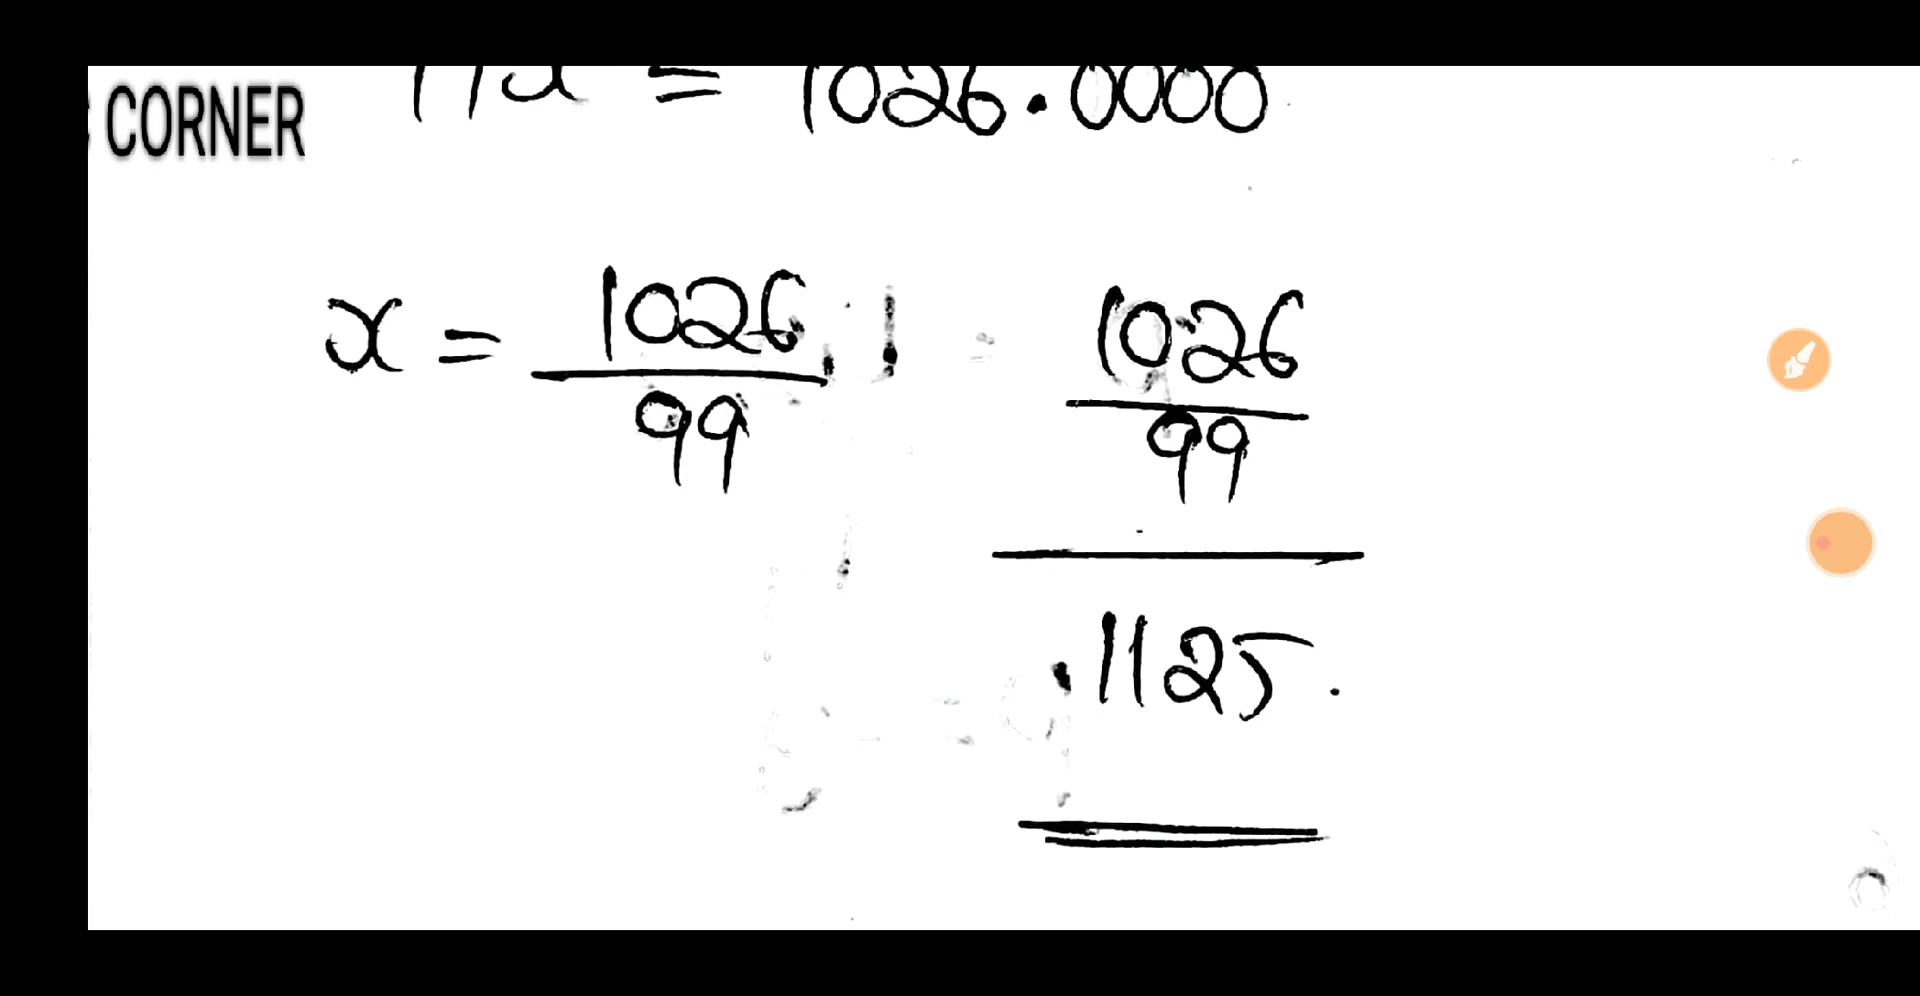 CORNER
= 1026.0000
x = 1026/99 = 1026/99
.1125.